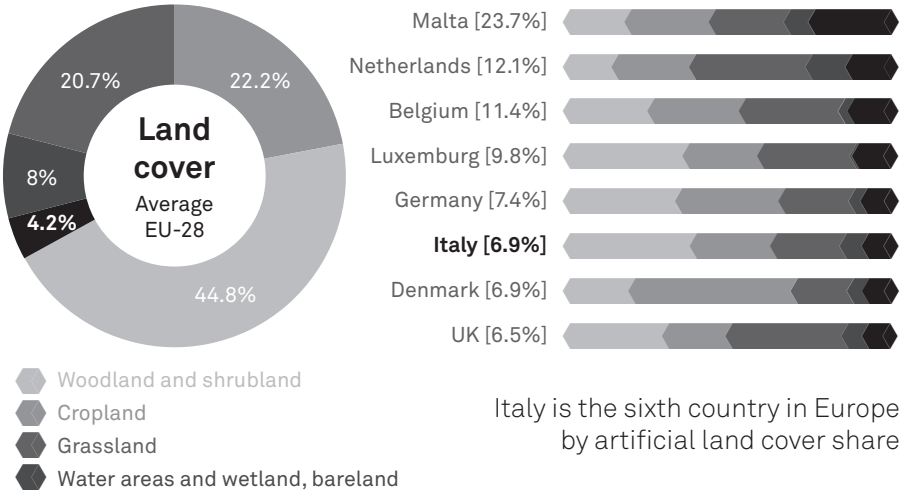 Land
cover
Average
EU-28
20.7%
22.2%
8%
4.2%
44.8%
Woodland and shrubland
Cropland
Grassland
Water areas and wetland, bareland
Malta [23.7%]
Netherlands [12.1%]
Belgium [11.4%]
Luxemburg [9.8%]
Germany [7.4%]
Italy [6.9%]
Denmark [6.9%]
UK [6.5%]
Italy is the sixth country in Europe
by artificial land cover share